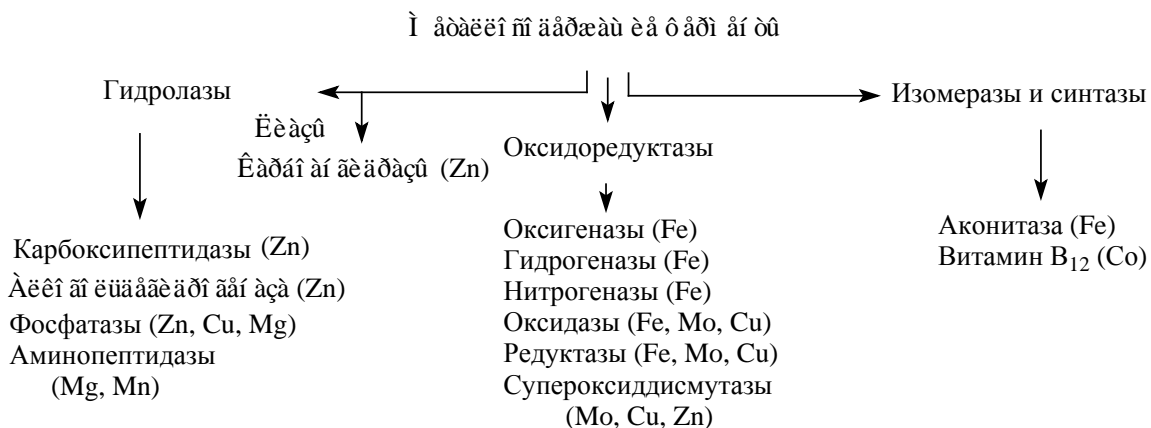 Ì åòàëëî ñî äåðæàù èå ô åðì åí òû
Гидролазы
Ëèàçû
Êàðáî àí ãèäðàçû (Zn)
Оксидоредуктазы
Изомеразы и синтазы
Карбоксипептидазы (Zn)
Àëêî ãî ëüäåãèäðî ãåí àçà (Zn)
Фосфатазы (Zn, Cu, Mg)
Аминопептидазы
(Mg, Mn)
Оксигеназы (Fe)
Гидрогеназы (Fe)
Нитрогеназы (Fe)
Оксидазы (Fe, Mo, Cu)
Редуктазы (Fe, Mo, Cu)
Супероксиддисмутазы
(Mo, Cu, Zn)
Аконитаза (Fe)
Витамин B12 (Co)